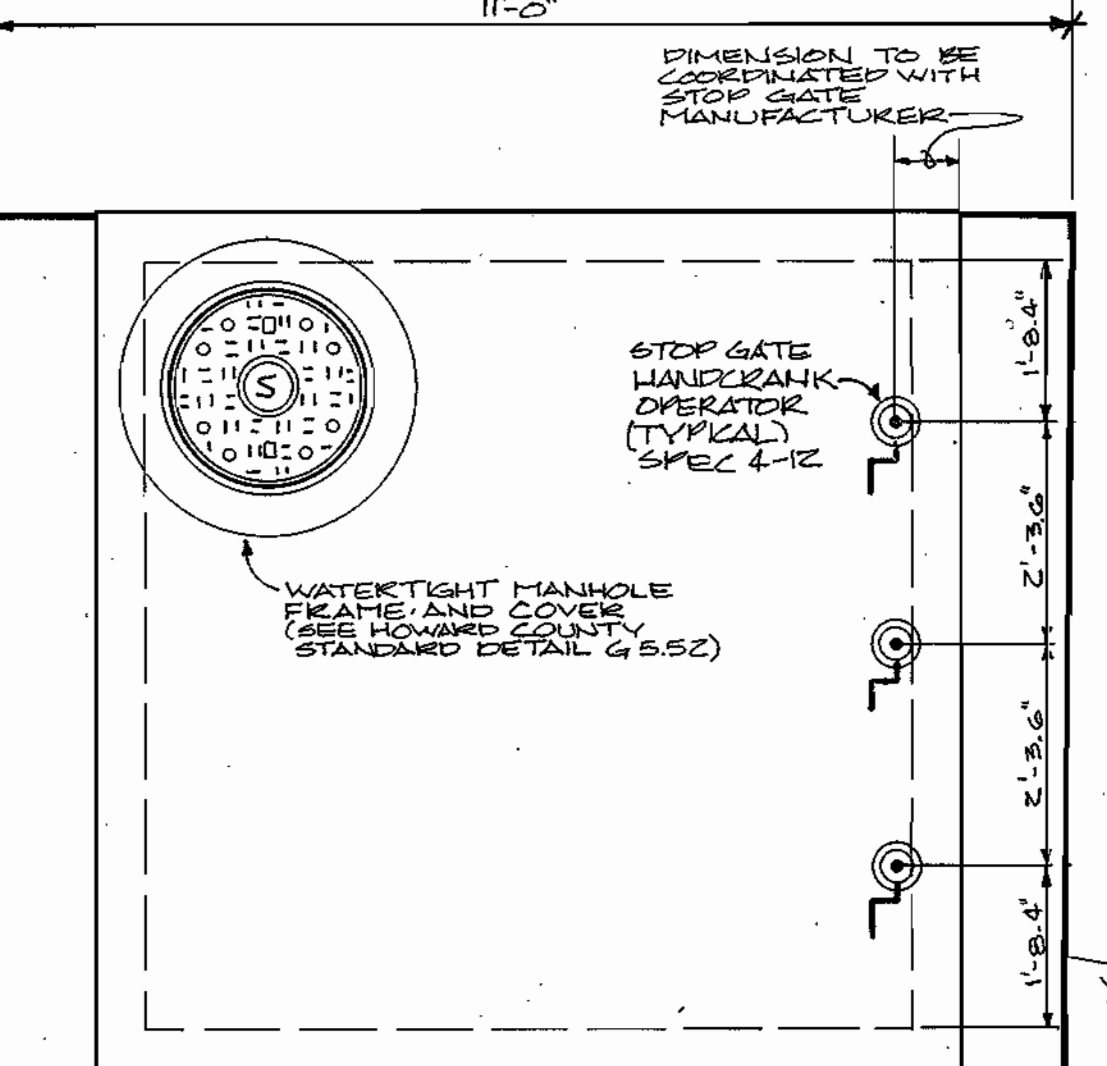 11'-0"
DIMENSION TO BE
COORDINATED WITH
STOP GATE
MANUFACTURER
STOP GATE
HANDCRANK
OPERATOR
(TYPICAL)
SPEC 4-12
S
WATERTIGHT MANHOLE
FRAME AND COVER
(SEE HOWARD COUNTY
STANDARD DETAIL G 5.52)
1'-8.4"
2'-3.6"
2'-3.6"
1'-8.4"